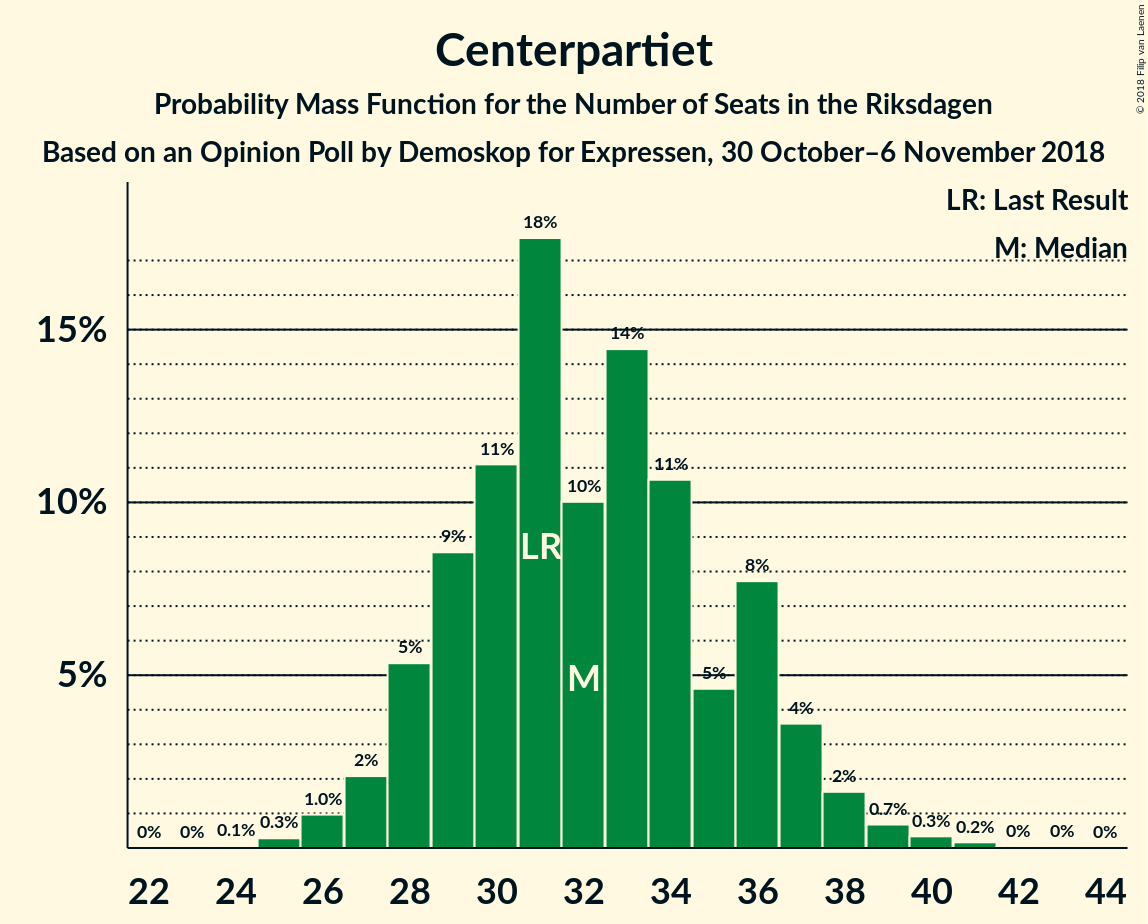 Centerpartiet
Probability Mass Function for the Number of Seats in the Riksdagen
Based on an Opinion Poll by Demoskop for Expressen, 30 October–6 November 2018
© 2018 Filip van Laenen
LR: Last Result
M: Median
15%
10%
5%
0%
0%
0.1%
0.3%
1.0%
2%
5%
9%
11%
18%
10%
14%
11%
5%
8%
4%
2%
0.7%
0.3%
0.2%
0%
0%
0%
LR
M
22 24 26 28 30 32 34 36 38 40 42 44